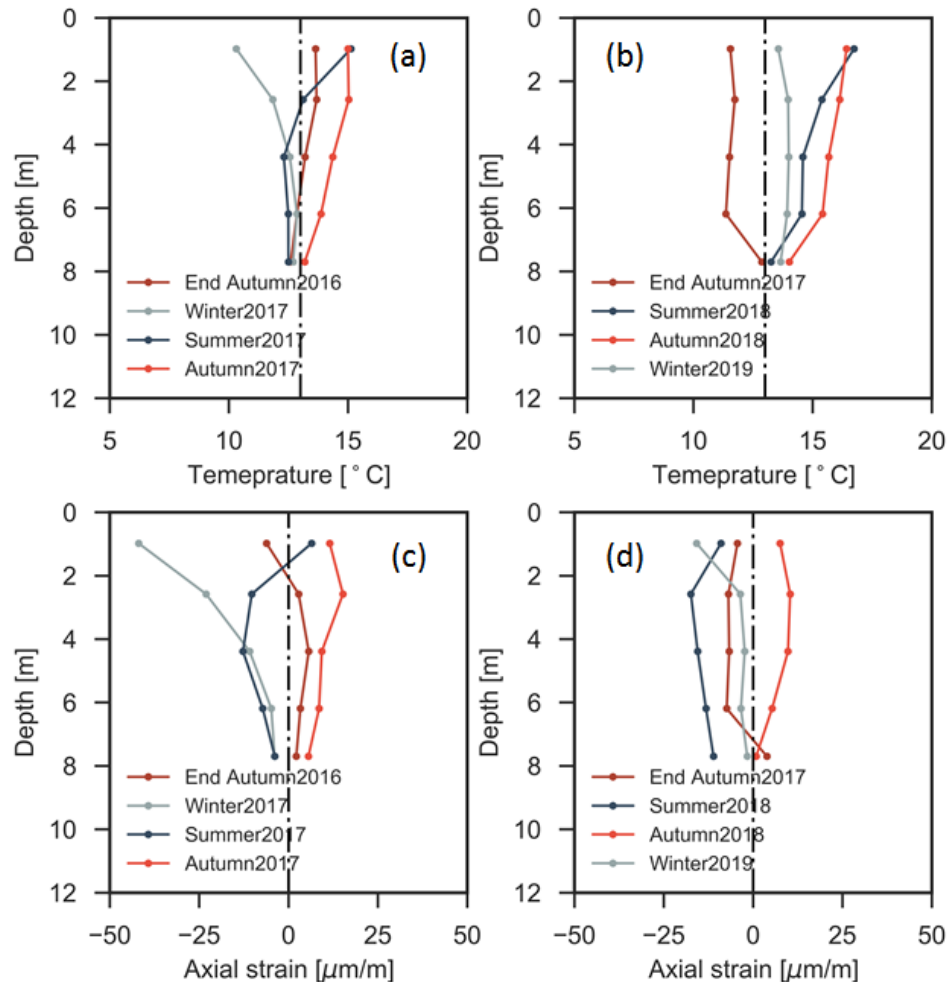 (a)
Depth [m]
0
2
4
6
8
10
12
End Autumn2016
Winter2017
Summer2017
Autumn2017
5 10 15 20
Temeprature [ ° C]
(b)
Depth [m]
0
2
4
6
8
10
12
End Autumn2017
Summer2018
Autumn2018
Winter2019
5 10 15 20
Temeprature [ ° C]
(c)
Depth [m]
0
2
4
6
8
10
12
End Autumn2016
Winter2017
Summer2017
Autumn2017
−50 −25 0 25 50
Axial strain [μm/m]
(d)
Depth [m]
0
2
4
6
8
10
12
End Autumn2017
Summer2018
Autumn2018
Winter2019
−50 −25 0 25 50
Axial strain [μm/m]